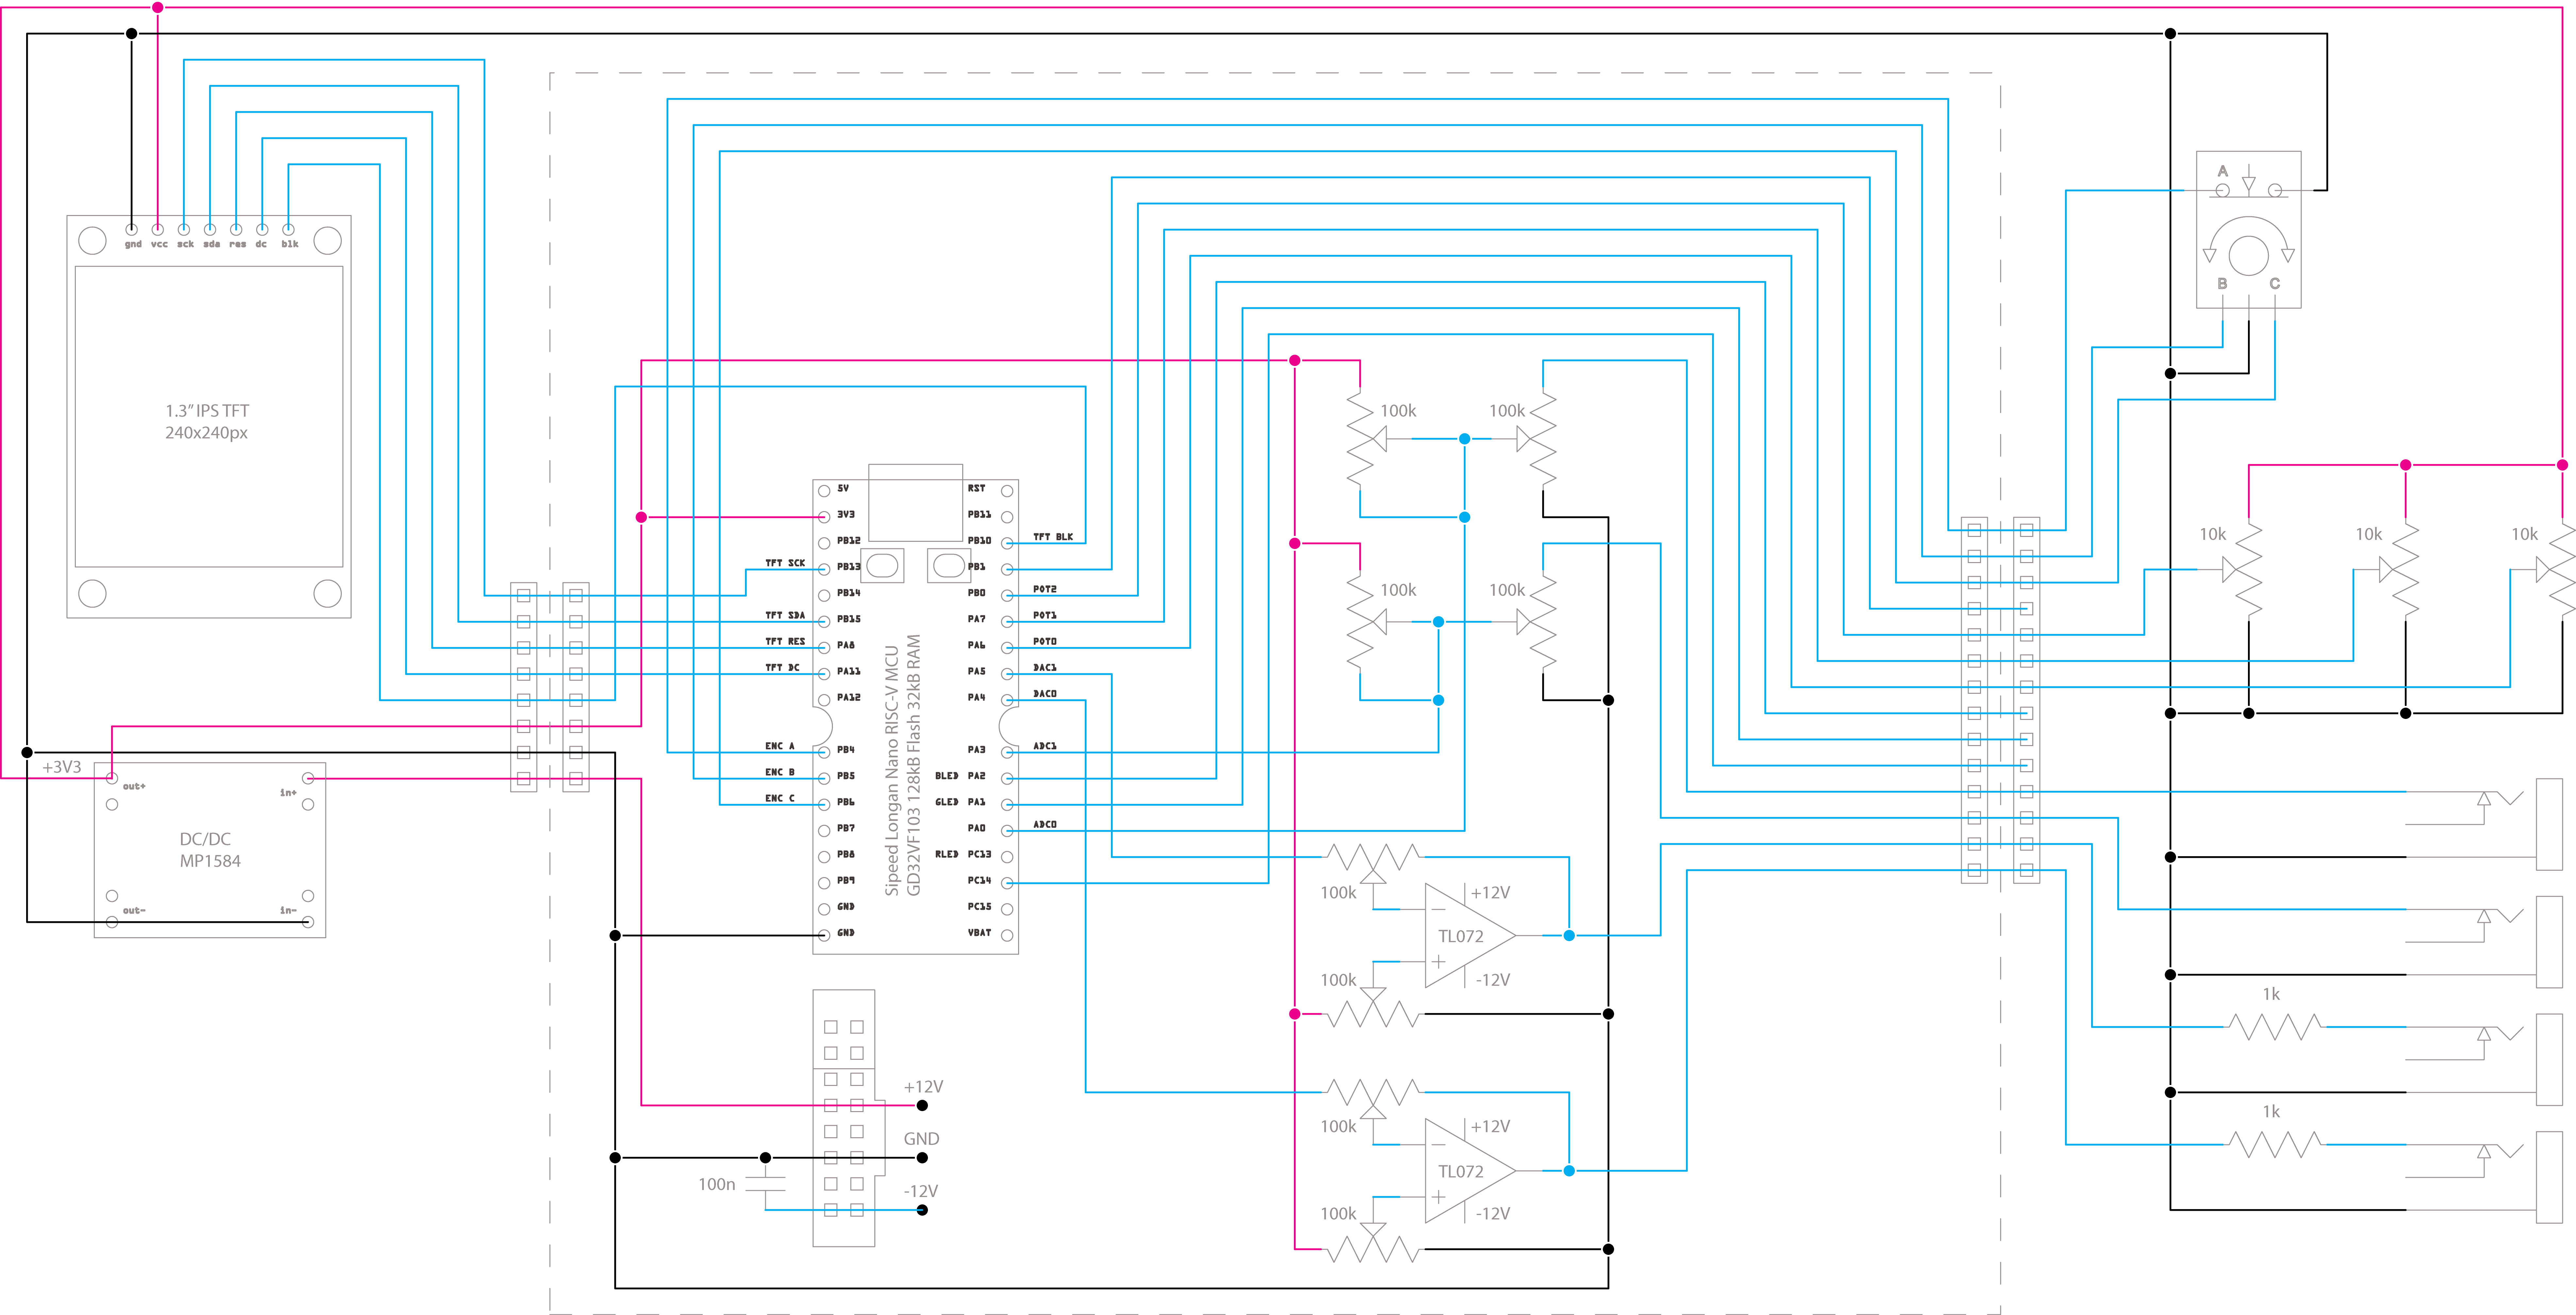 gnd vcc sck sda res dc blk
1.3” IPS TFT
240x240px
+3V3
out+
in+
DC/DC
MP1584
out-
in-
TFT SCK
TFT SDA
TFT RES
TFT DC
ENC A
ENC B
ENC C
5V
3V3
PB12
PB13
PB14
PB15
PA8
PA11
PA12
PB4
PB5
PB6
PB7
PB8
PB9
GND
GND
Sipeed Longan Nano RISC-V MCU
GD32VF103 128kB Flash 32kB RAM
RST
PB11
PB10
PB1
PB0
PA7
PA6
PA5
PA4
PA3
BLED PA2
GLED PA1
PA0
RLED PC13
PC14
PC15
VBAT
TFT BLK
POT2
POT1
POT0
DAC1
DAC0
ADC1
ADC0
+12V
GND
-12V
100n
100k
100k
100k
100k
100k
+12V
TL072
100k
-12V
100k
+12V
TL072
100k
-12V
A
B C
10k
10k
10k
1k
1k